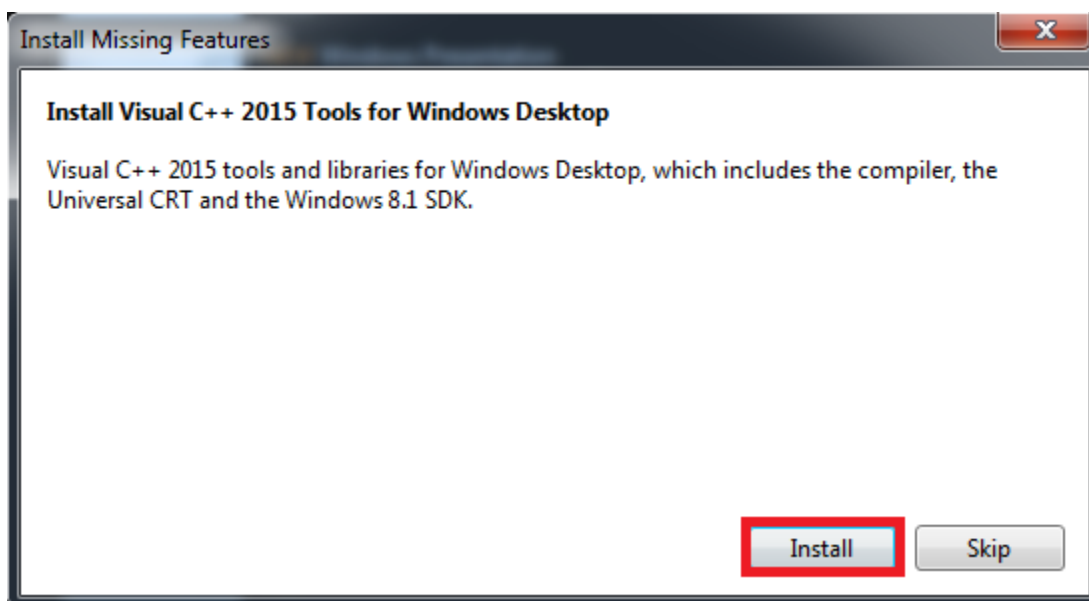 Install Missing Features
Install Visual C++ 2015 Tools for Windows Desktop
Visual C++ 2015 tools and libraries for Windows Desktop, which includes the compiler, the
Universal CRT and the Windows 8.1 SDK.
Install
Skip